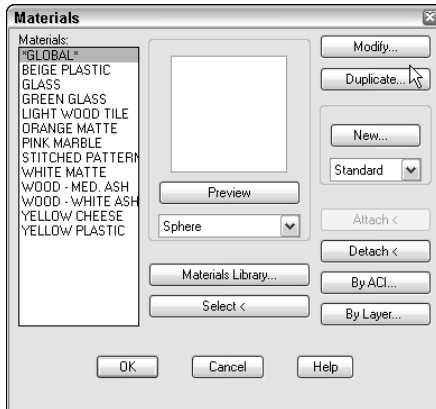 Materials
Materials:
*GLOBAL*
BEIGE PLASTIC
GLASS
GREEN GLASS
LIGHT WOOD TILE
ORANGE MATTE
PINK MARBLE
STITCHED PATTERN
WHITE MATTE
WOOD - MED. ASH
WOOD - WHITE ASH
YELLOW CHEESE
YELLOW PLASTIC
Preview
Sphere
Materials Library...
Select <
Modify...
Duplicate...
New...
Standard
Attach <
Detach <
By ACI...
By Layer...
OK
Cancel
Help